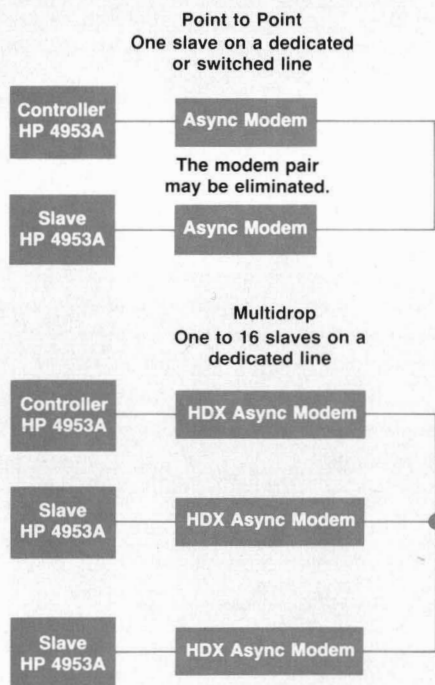 Point to Point
One slave on a dedicated
or switched line
Controller
HP 4953A
Async Modem
The modem pair
may be eliminated.
Slave
HP 4953A
Async Modem
Multidrop
One to 16 slaves on a
dedicated line
Controller
HP 4953A
HDX Async Modem
Slave
HP 4953A
HDX Async Modem
Slave
HP 4953A
HDX Async Modem